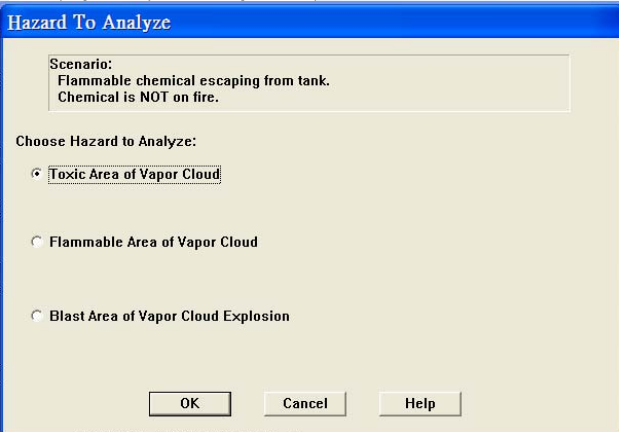 Hazard To Analyze
Scenario:
Flammable chemical escaping from tank.
Chemical is NOT on fire.
Choose Hazard to Analyze:
Toxic Area of Vapor Cloud
Flammable Area of Vapor Cloud
Blast Area of Vapor Cloud Explosion
OK Cancel Help